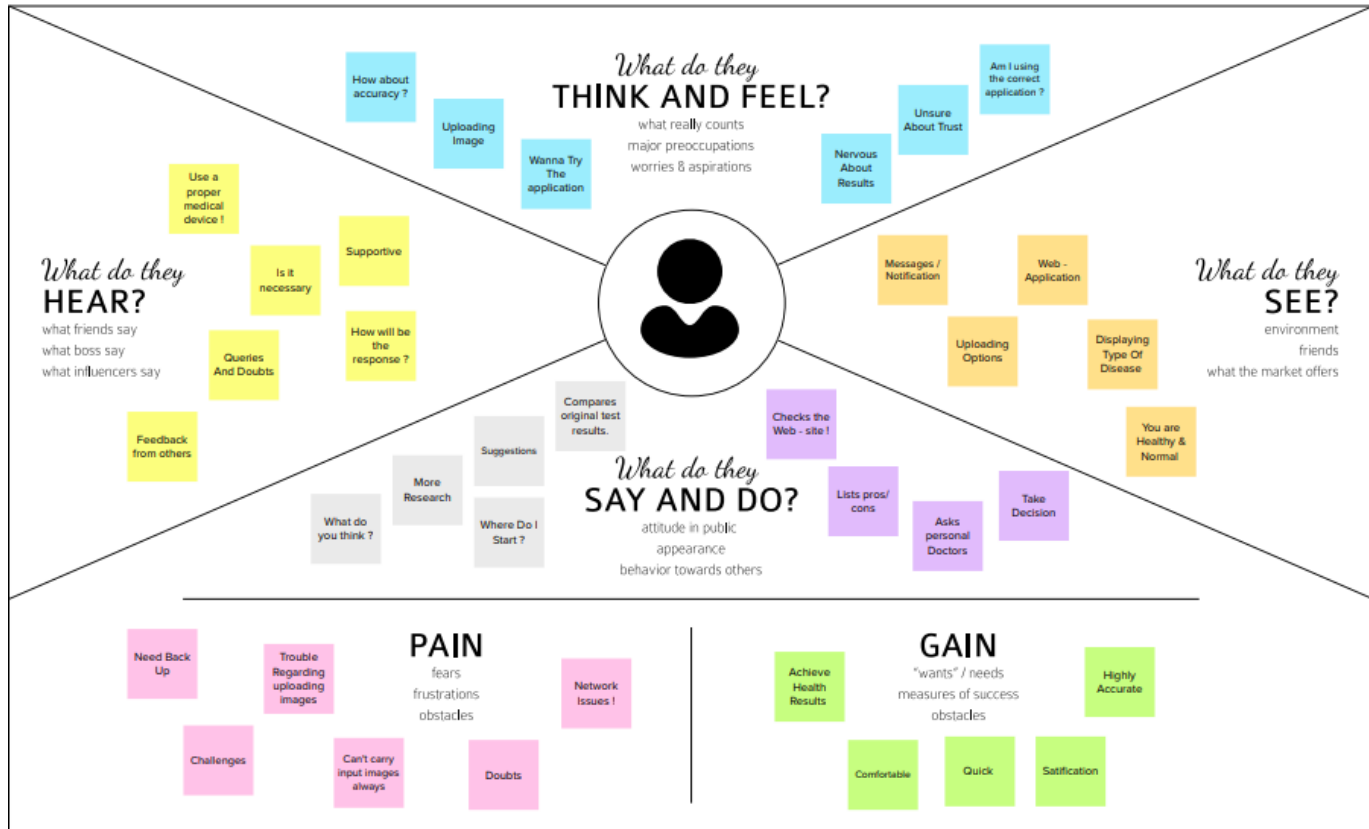 What do they
THINK AND FEEL?
what really counts
major preoccupations
worries & aspirations
How about
accuracy ?
Uploading
Image
Wanna Try
The
application
Nervous
About
Results
Unsure
About Trust
Am I using
the correct
application ?
What do they
HEAR?
what friends say
what boss say
what influencers say
Use a
proper
medical
device !
Is it
necessary
Supportive
Queries
And Doubts
How will be
the
response ?
Feedback
from others
What do they
SEE?
environment
friends
what the market offers
Messages /
Notification
Web -
Application
Uploading
Options
Displaying
Type Of
Disease
You are
Healthy &
Normal
What do they
SAY AND DO?
attitude in public
appearance
behavior towards others
Compares
original test
results.
Suggestions
More
Research
What do
you think ?
Where Do I
Start ?
Checks the
Web - site !
Lists pros/
cons
Asks
personal
Doctors
Take
Decision
PAIN
fears
frustrations
obstacles
Need Back
Up
Trouble
Regarding
uploading
images
Network
Issues !
Challenges
Can't carry
input images
always
Doubts
GAIN
"wants" / needs
measures of success
obstacles
Achieve
Health
Results
Highly
Accurate
Comfortable
Quick
Satification